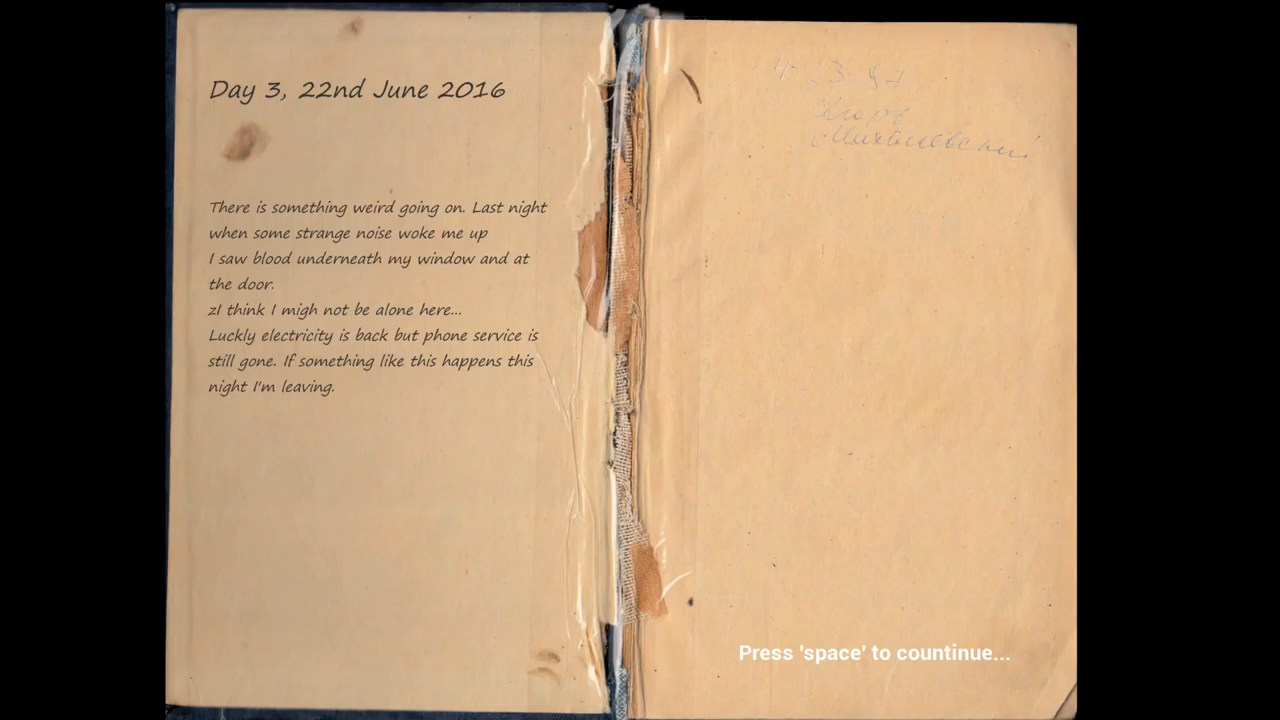 Day 3, 22nd June 2016
There is something weird going on. Last night
when some strange noise woke me up
I saw blood underneath my window and at
the door.
zI think I migh not be alone here...
Luckly electricity is back but phone service is
still gone. If something like this happens this
night I'm leaving.
Press 'space' to countinue...